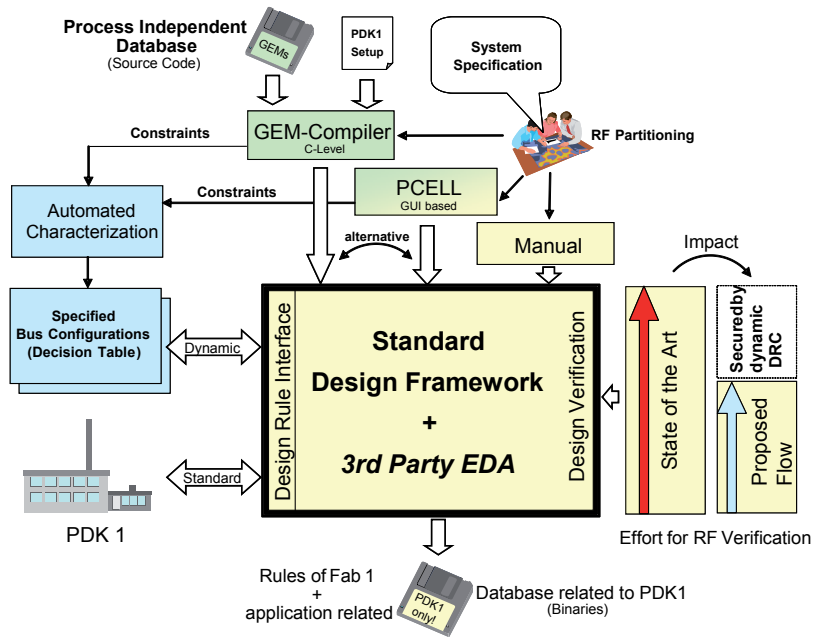 Process Independent
Database
(Source Code)
GEMs
PDK1
Setup
System
Specification
RF Partitioning
Constraints
GEM-Compiler
C-Level
Constraints
PCELL
GUI based
Automated
Characterization
alternative
Manual
Impact
Specified
Bus Configurations
(Decision Table)
Dynamic
Design Rule Interface
Standard
Design Framework
+
3rd Party EDA
Design Verification
State of the Art
Securedby
dynamic
DRC
Proposed
Flow
Standard
PDK 1
Effort for RF Verification
Rules of Fab 1
+
application related
PDK1
only!
Database related to PDK1
(Binaries)